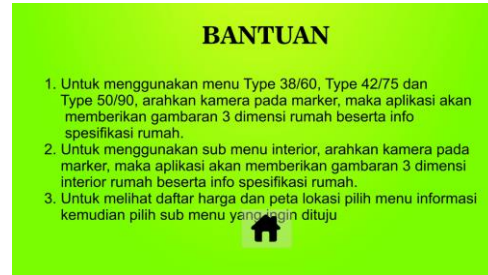 BANTUAN
1. Untuk menggunakan menu Type 38/60, Type 42/75 dan
Type 50/90, arahkan kamera pada marker, maka aplikasi akan
memberikan gambaran 3 dimensi rumah beserta info
spesifikasi rumah.
2. Untuk menggunakan sub menu interior, arahkan kamera pada
marker, maka aplikasi akan memberikan gambaran 3 dimensi
interior rumah beserta info spesifikasi rumah.
3. Untuk melihat daftar harga dan peta lokasi pilih menu informasi
kemudian pilih sub menu yang ingin dituju